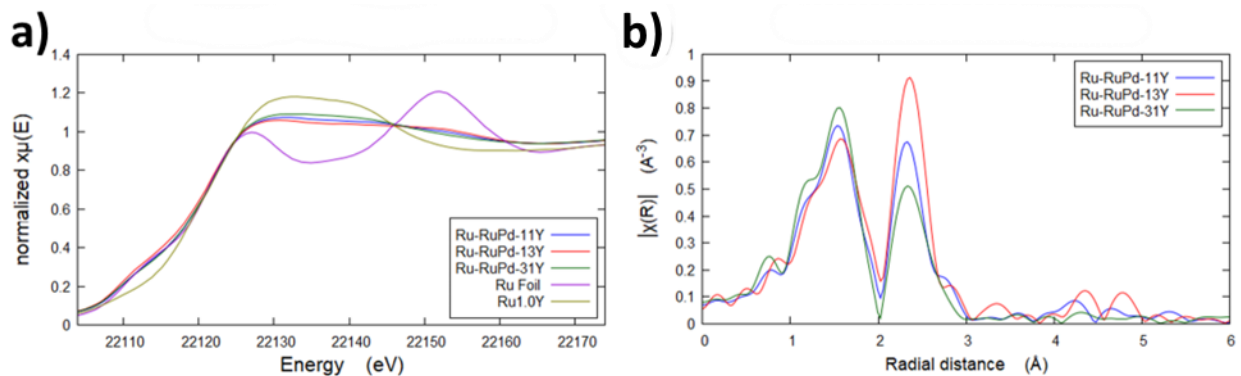 a)
1.4
1.2
1
0.8
0.6
0.4
0.2
0
normalized xμ(E)
22110 22120 22130 22140 22150 22160 22170
Energy (eV)
Ru-RuPd-11Y
Ru-RuPd-13Y
Ru-RuPd-31Y
Ru Foil
Ru1.0Y
b)
1
0.9
0.8
0.7
0.6
0.5
0.4
0.3
0.2
0.1
0
|χ(R)| (A⁻³)
0 1 2 3 4 5 6
Radial distance (Å)
Ru-RuPd-11Y
Ru-RuPd-13Y
Ru-RuPd-31Y